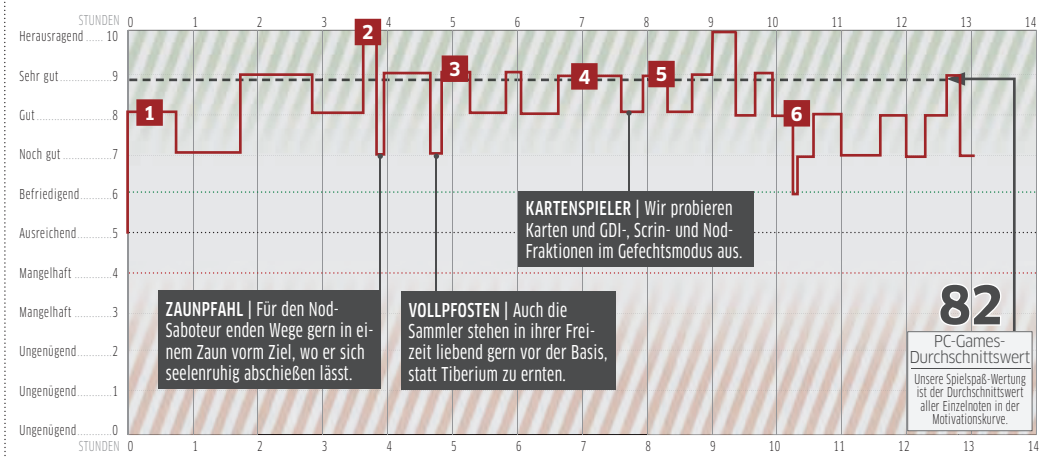 STUNDEN 0 1 2 3 4 5 6 7 8 9 10 11 12 13 14
Herausragend ...... 10
Sehr gut ............ 9
Gut ............ 8
Noch gut ............ 7
Befriedigend ........ 6
Ausreichend ........ 5
Mangelhaft ........ 4
Mangelhaft ........ 3
Ungenügend ........ 2
Ungenügend ........ 1
Ungenügend ........ 0
STUNDEN 0 1 2 3 4 5 6 7 8 9 10 11 12 13 14
1
2
3
4
5
6
ZAUNPFAHL | Für den Nod-
Saboteur enden Wege gern in ei-
nem Zaun vorm Ziel, wo er sich
seelenruhig abschießen lässt.
VOLLPFOSTEN | Auch die
Sammler stehen in ihrer Frei-
zeit liebend gern vor der Basis,
statt Tiberium zu ernten.
KARTENSPIELER | Wir probieren
Karten und GDI-, Scrin- und Nod-
Fraktionen im Gefechtsmodus aus.
82
PC-Games-
Durchschnittswert
Unsere Spielspaß-Wertung
ist der Durchschnittswert
aller Einzelnoten in der
Motivationskurve.